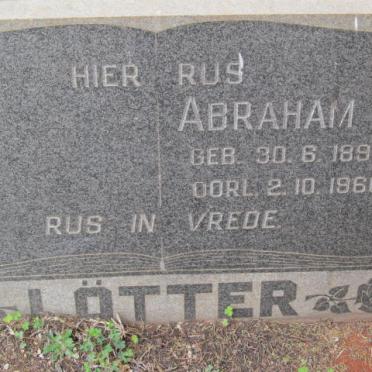 HIER RUS
ABRAHAM
GEB. 30. 6. 189
OORL. 2. 10. 196
RUS IN VREDE.
LÖTTER